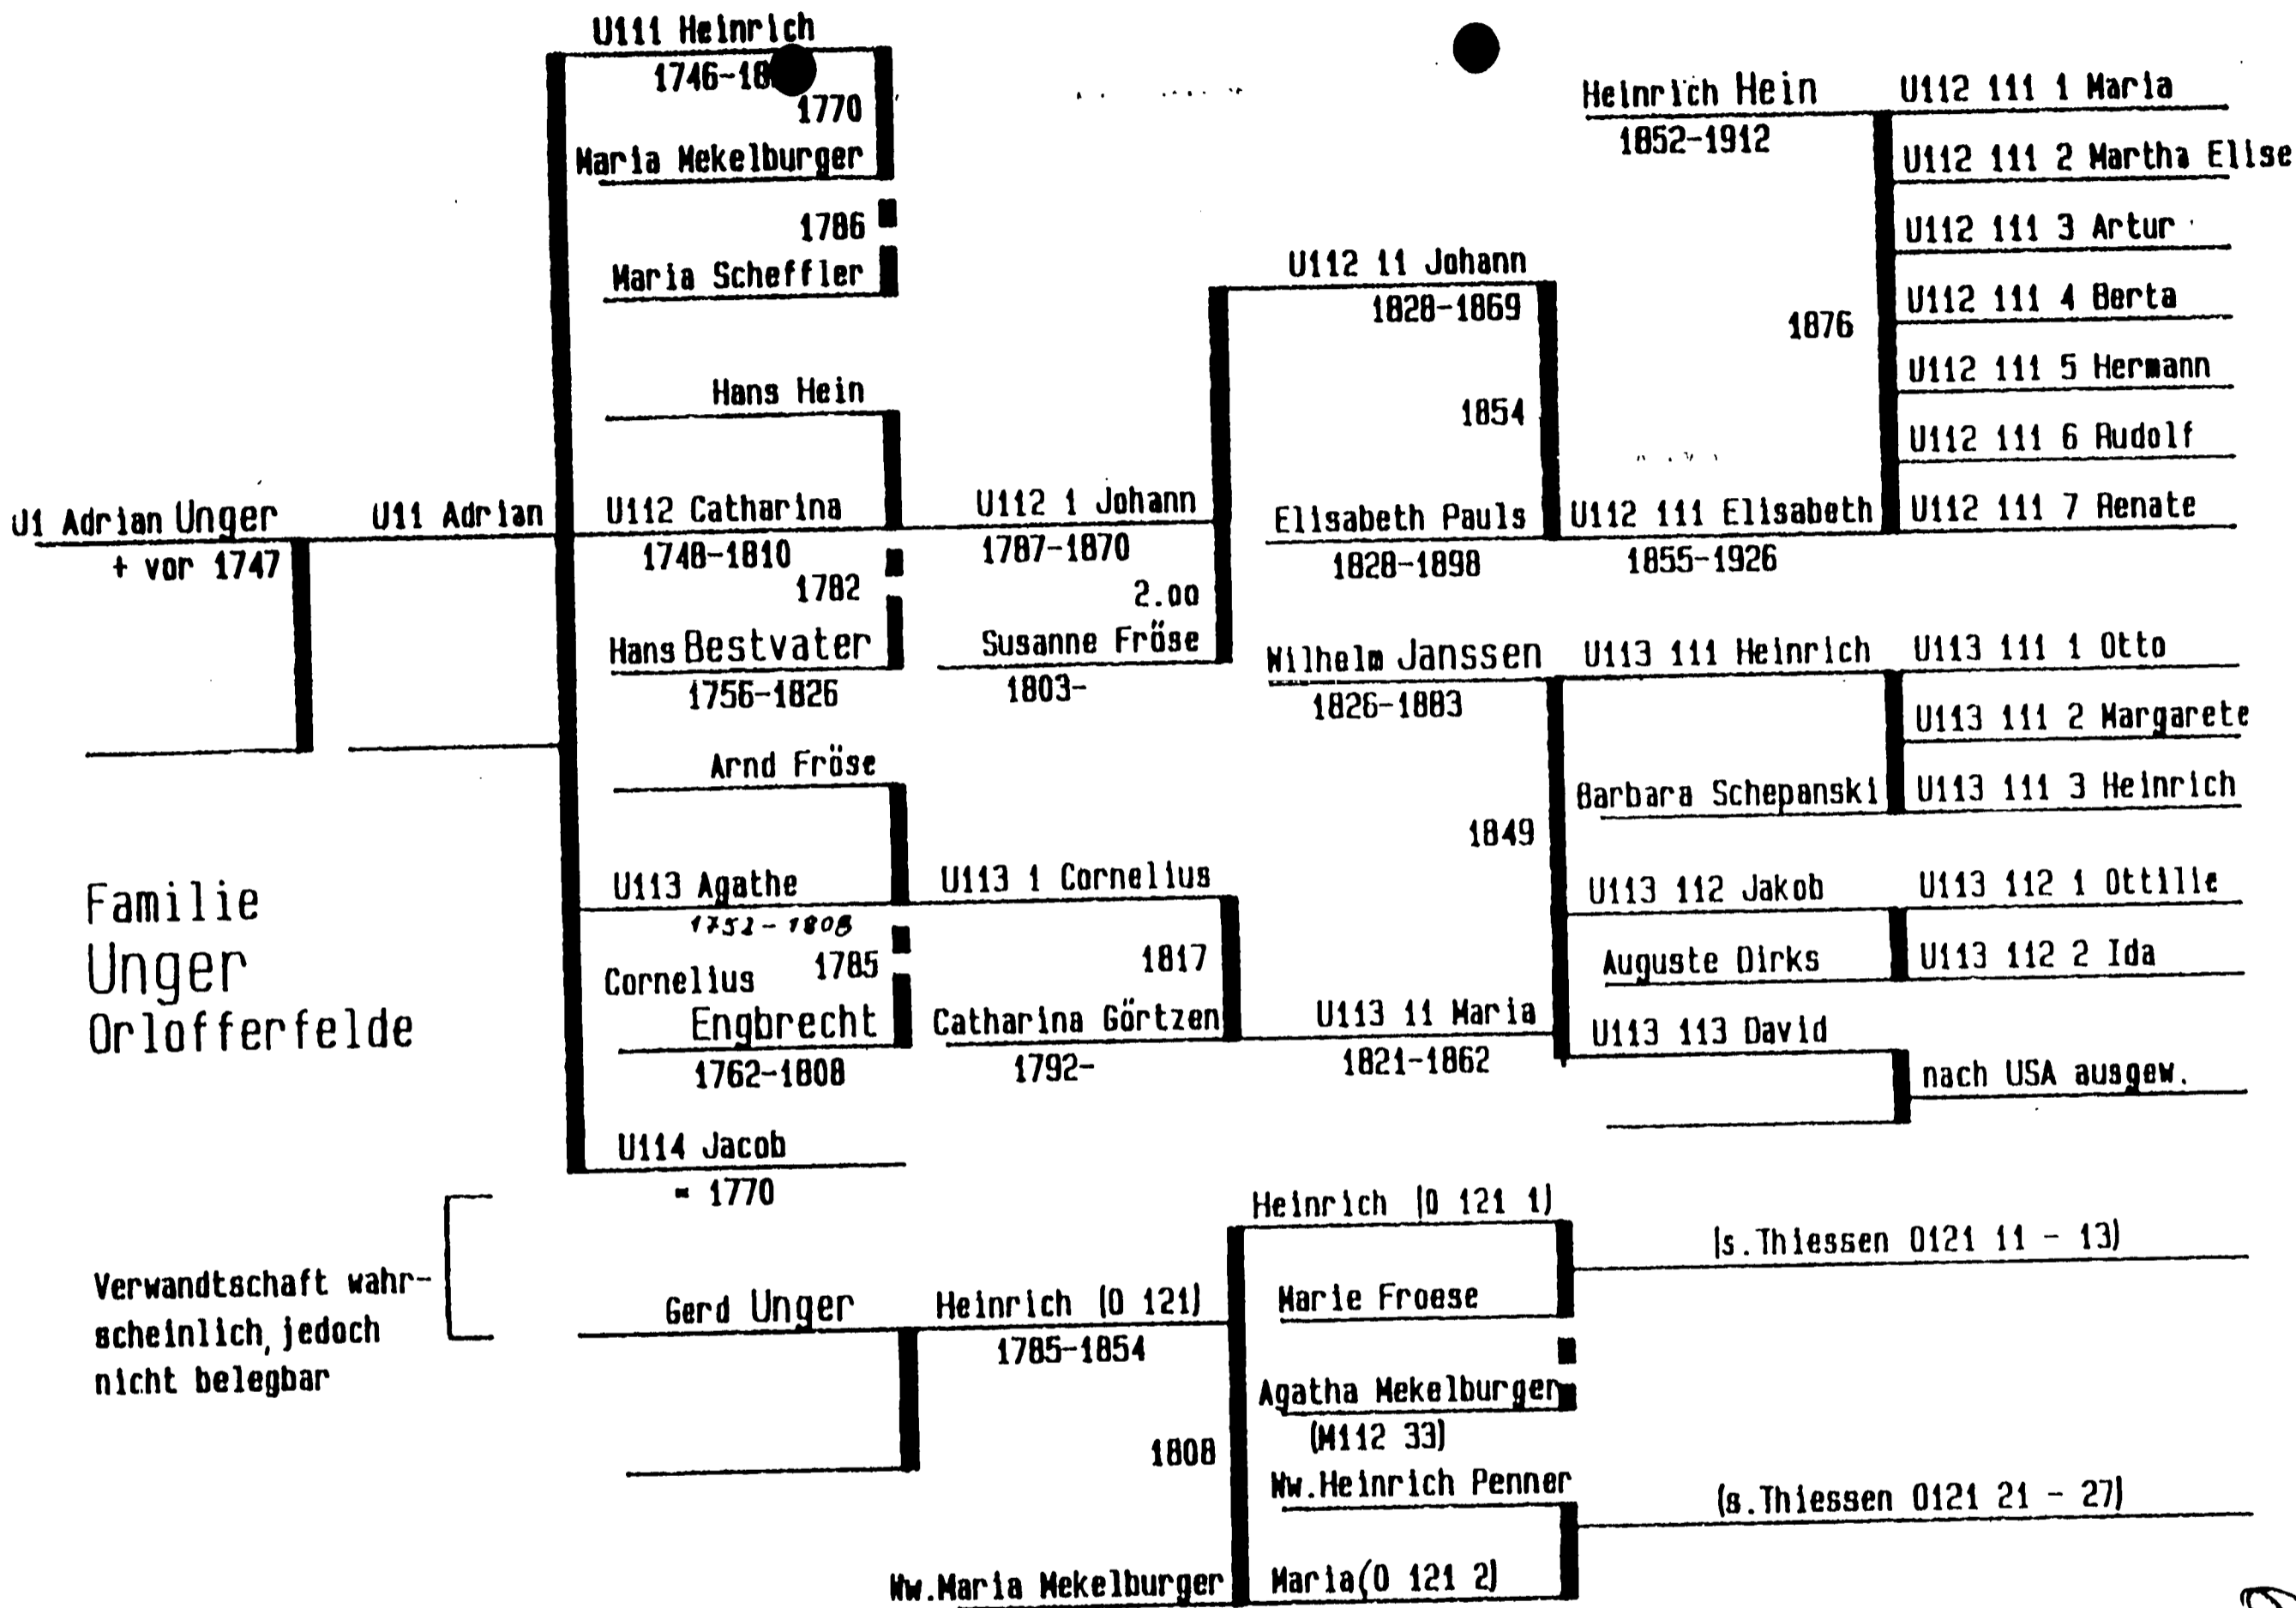 U111 Heinrich
1746-18
1770
Maria Mekelburger
1786
Maria Scheffler
Hans Hein
U1 Adrian Unger
+ vor 1747
U11 Adrian
U112 Catharina
1748-1810
1782
Hans Bestvater
1756-1826
Arnd Fröse
U113 Agathe
1752-1808
1785
Cornelius
Engbrecht
1762-1808
U114 Jacob
= 1770
U112 1 Johann
1787-1870
2.oo
Susanne Fröse
1803-
U113 1 Cornelius
1817
Catharina Görtzen
1792-
U112 11 Johann
1828-1869
1854
Elisabeth Pauls
1828-1898
Wilhelm Janssen
1826-1883
1849
U113 11 Maria
1821-1862
Heinrich Hein
1852-1912
1876
U112 111 Elisabeth
1855-1926
U113 111 Heinrich
Barbara Schepanski
U113 112 Jakob
Auguste Dirks
U113 113 David
U112 111 1 Maria
U112 111 2 Martha Elise
U112 111 3 Artur
U112 111 4 Berta
U112 111 5 Hermann
U112 111 6 Rudolf
U112 111 7 Renate
U113 111 1 Otto
U113 111 2 Margarete
U113 111 3 Heinrich
U113 112 1 Ottilie
U113 112 2 Ida
nach USA ausgew.
Familie
Unger
Orlofferfelde
Verwandtschaft wahr-
scheinlich, jedoch
nicht belegbar
Gerd Unger
Heinrich (O 121)
1785-1854
1808
Ww.Maria Mekelburger
Heinrich (O 121 1)
Marie Froese
Agatha Mekelburger
(M112 33)
Ww.Heinrich Penner
Maria(O 121 2)
(s.Thiessen O121 11 - 13)
(s.Thiessen O121 21 - 27)